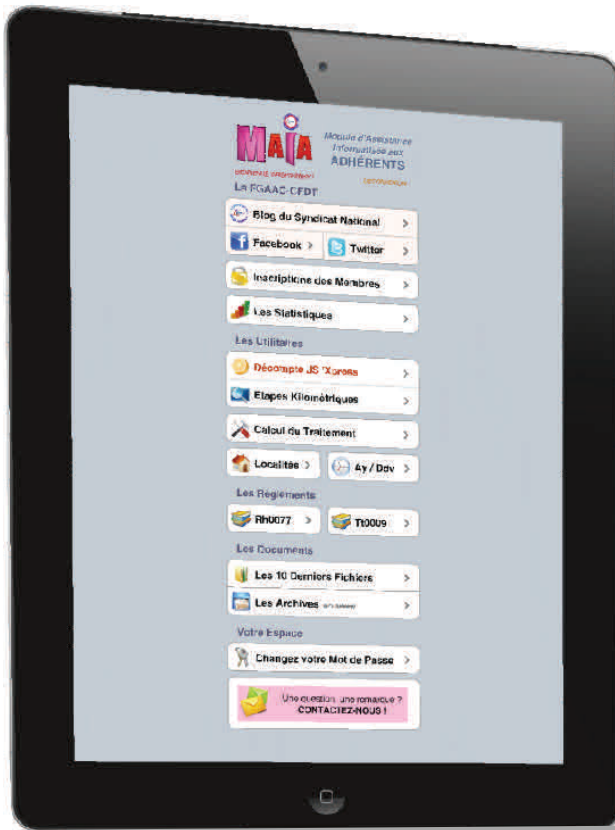 MAIA
Module d'Assistance
Informatisée aux
ADHÉRENTS
La FGAAC-CFDT
Blog du Syndicat National
Facebook >
Twitter >
Inscriptions des Membres >
Les Statistiques >
Les Utilitaires
Décompte JS 'Xpress >
Etapes Kilométriques >
Calcul du Traitement >
Localités >
Ay / Ddv >
Les Règlements
Rh0077 >
Tt0009 >
Les Documents
Les 10 Derniers Fichiers >
Les Archives >
Votre Espace
Changez votre Mot de Passe >
Une question, une remarque ?
CONTACTEZ-NOUS !